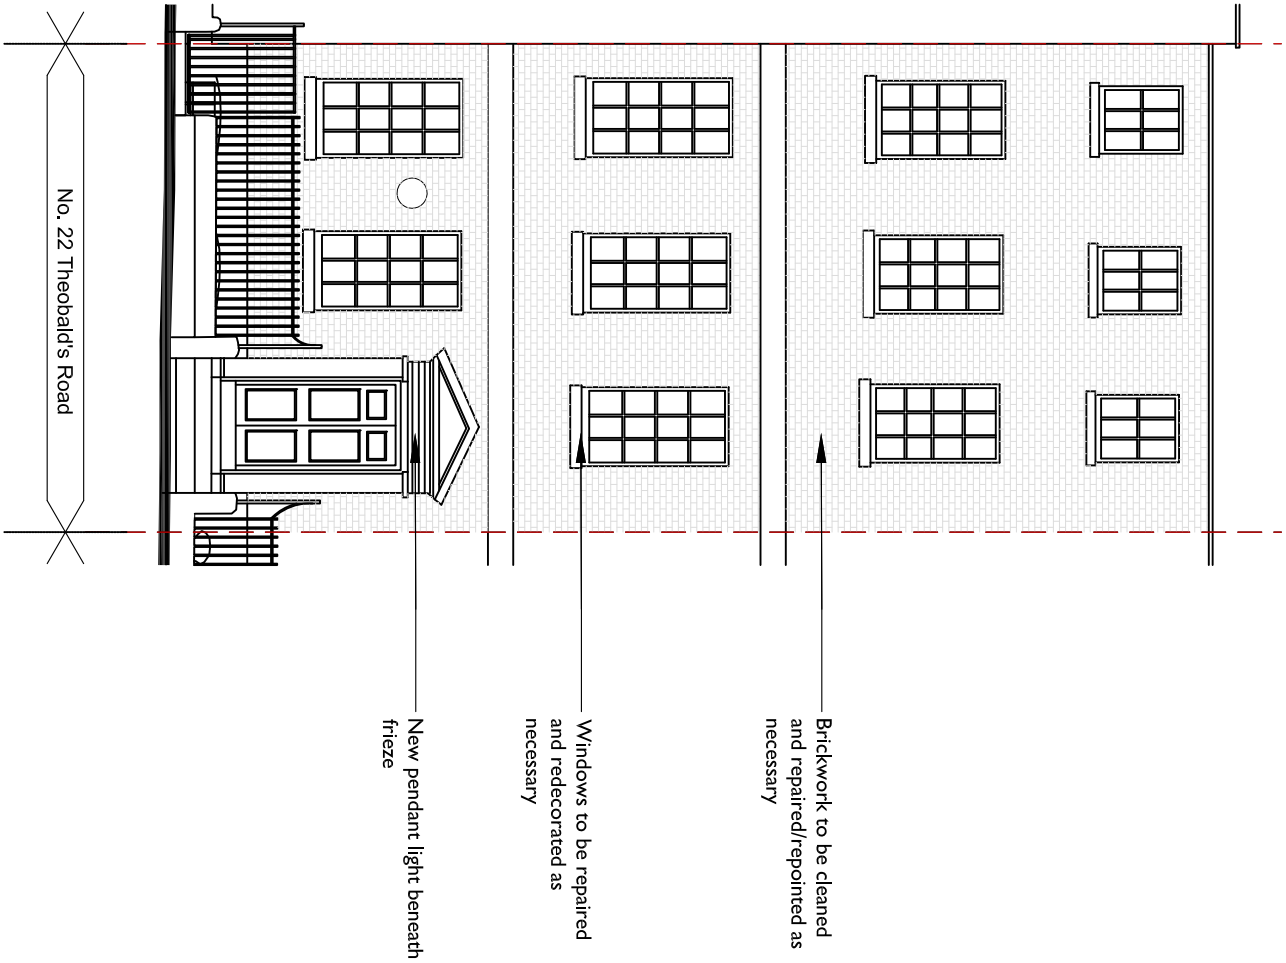 Brickwork to be cleaned
and repaired/repointed as
necessary
Windows to be repaired
and redecorated as
necessary
New pendant light beneath
frieze
No. 22 Theobald's Road